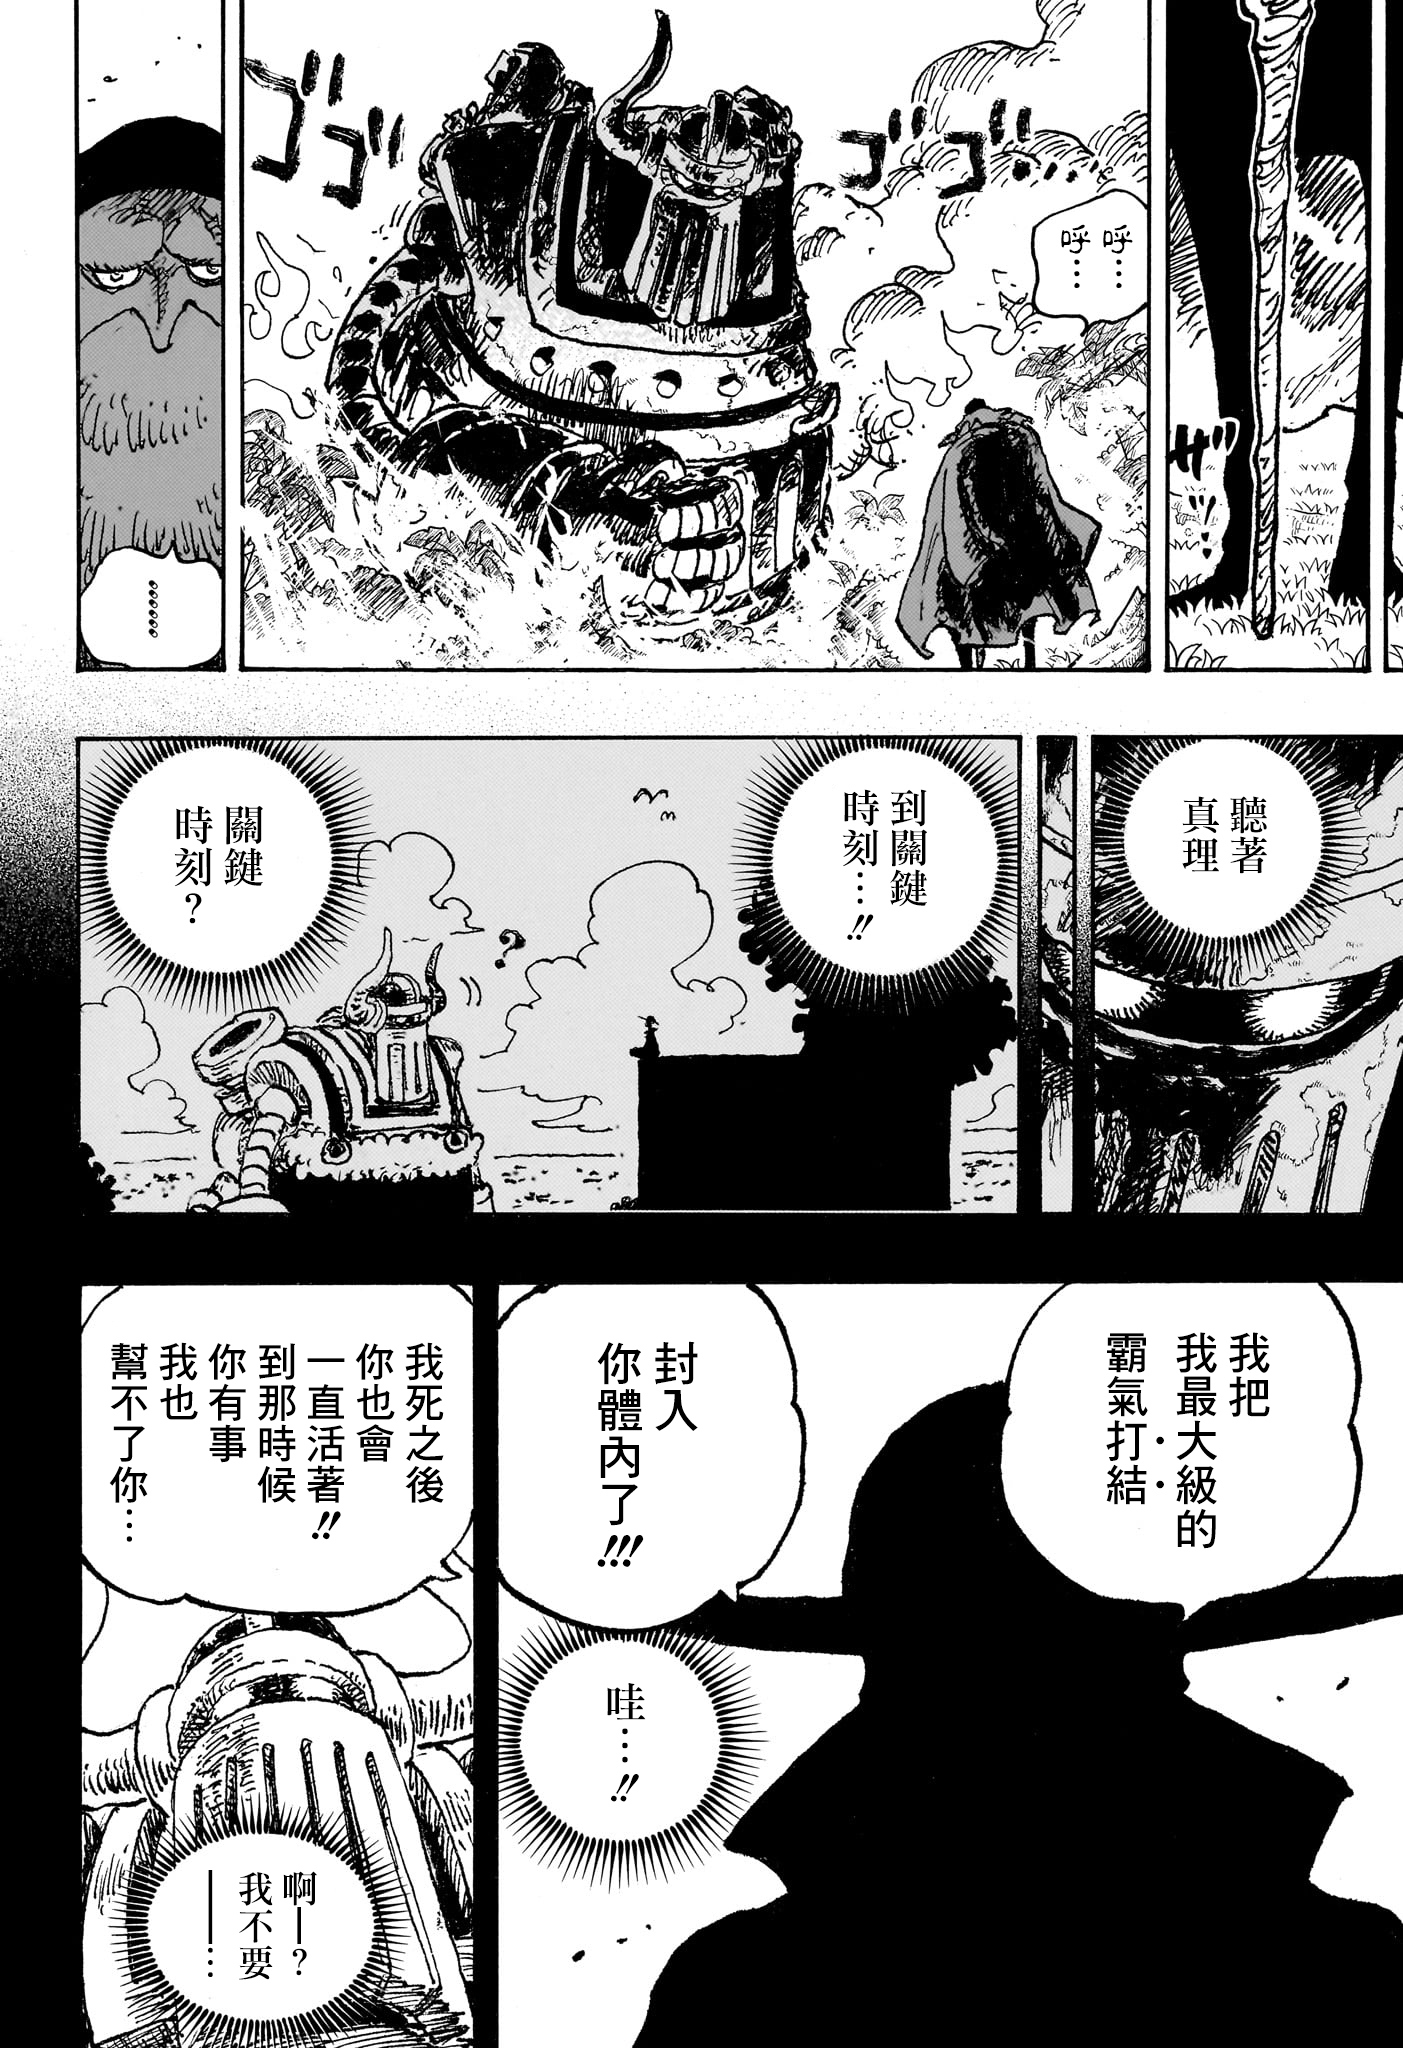 ザッ
呼…
呼…
ゴゴゴ…
ゴゴゴ
………
聽著
真理
到關鍵
時刻…!!
關鍵
時刻？
?
我把
我最大級的
霸氣打結
封入
你體內了!!!
哇…!!
我死之後
你也會
一直活著!!
到那時候
你有事
我也
幫不了你…
啊—？
我不要
——…